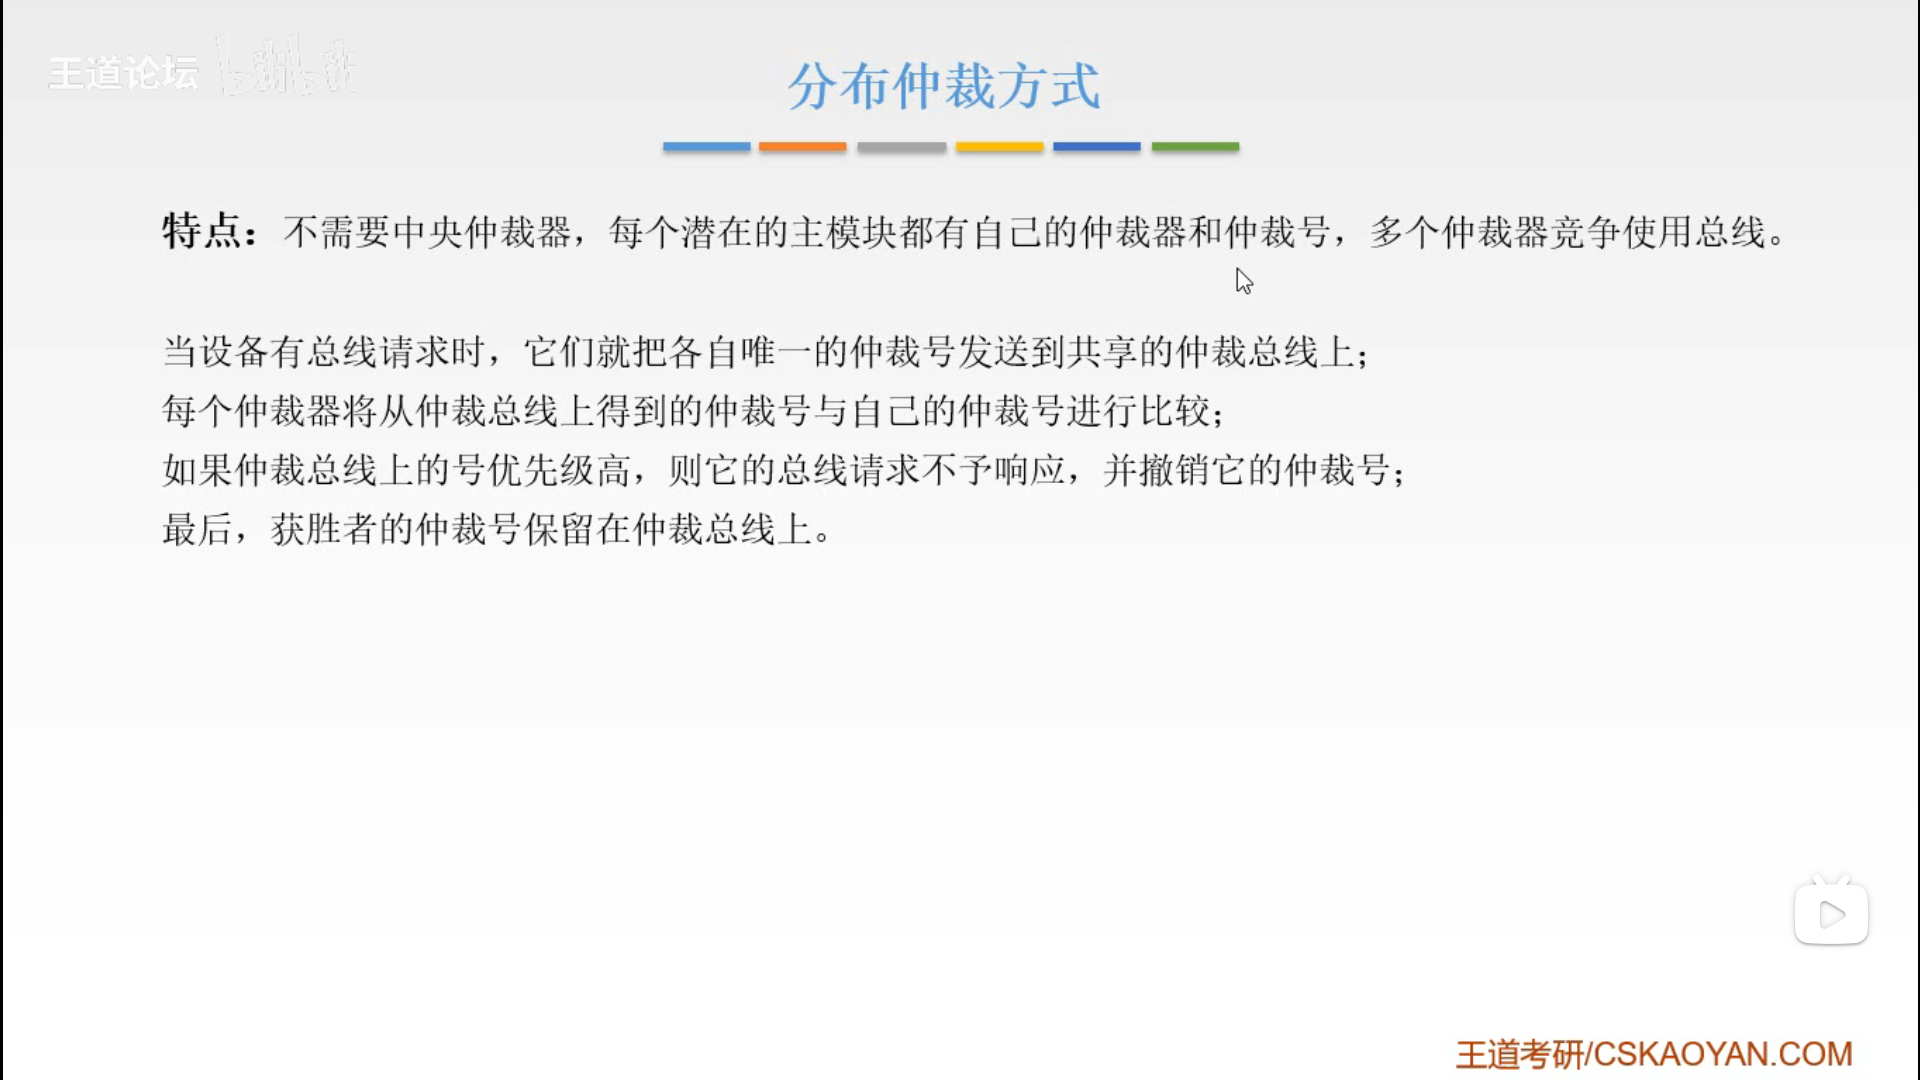 王道论坛 bilibili
分布仲裁方式
特点：不需要中央仲裁器，每个潜在的主模块都有自己的仲裁器和仲裁号，多个仲裁器竞争使用总线。
当设备有总线请求时，它们就把各自唯一的仲裁号发送到共享的仲裁总线上；
每个仲裁器将从仲裁总线上得到的仲裁号与自己的仲裁号进行比较；
如果仲裁总线上的号优先级高，则它的总线请求不予响应，并撤销它的仲裁号；
最后，获胜者的仲裁号保留在仲裁总线上。
王道考研/CSKAOYAN.COM